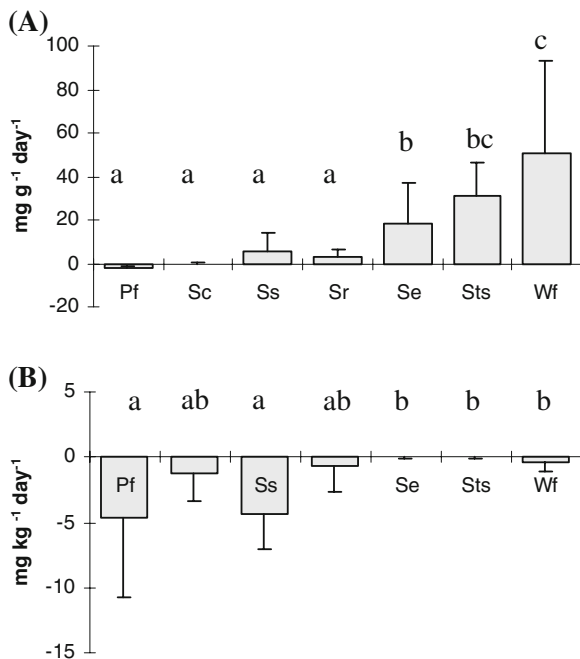 (A)
mg g⁻¹ day⁻¹
100
80
60
40
20
0
-20
a a a a b bc c
Pf Sc Ss Sr Se Sts Wf
(B)
mg kg ⁻¹ day⁻¹
5
0
-5
-10
-15
a ab a ab b b b
Pf Ss Se Sts Wf